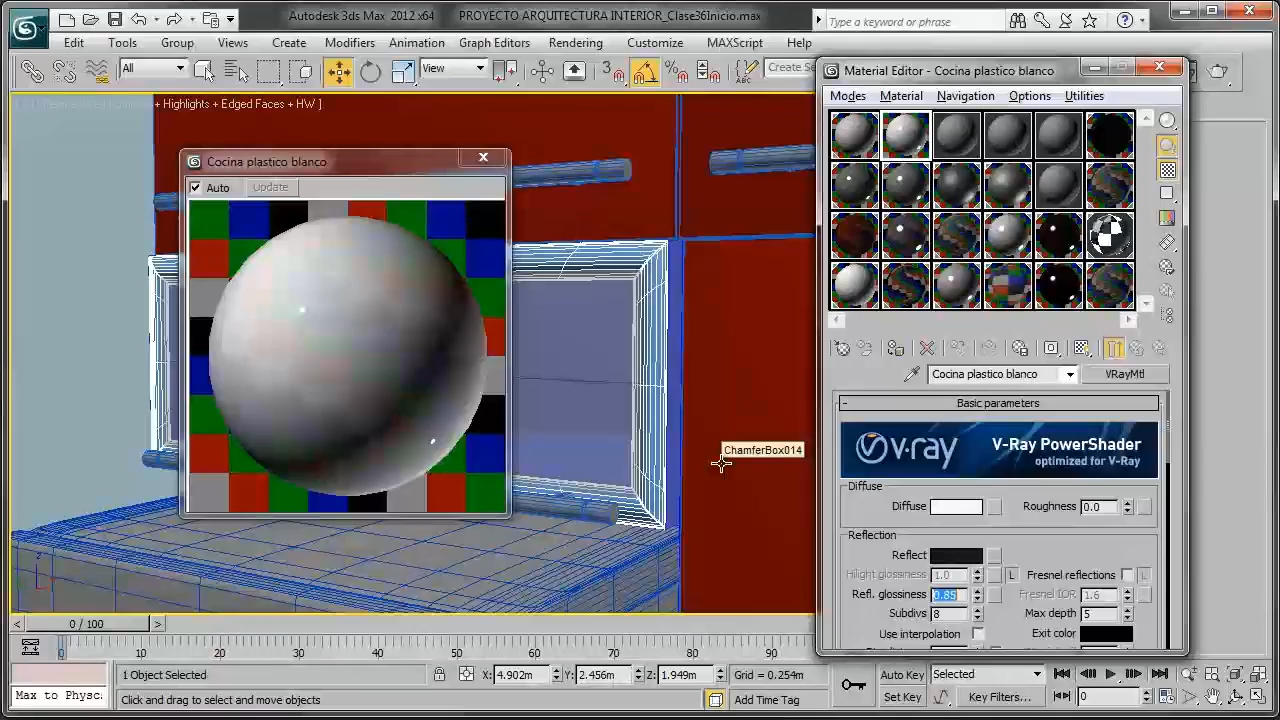 Autodesk 3ds Max 2012 x64 PROYECTO ARQUITECTURA INTERIOR_Clase36Inicio.max
Type a keyword or phrase
Edit Tools Group Views Create Modifiers Animation Graph Editors Rendering Customize MAXScript Help
All View 3 Create Se
+ Highlights + Edged Faces + HW ]
Cocina plastico blanco
Auto Update
ChamferBox014
Material Editor - Cocina plastico blanco
Modes Material Navigation Options Utilities
Cocina plastico blanco VRayMtl
Basic parameters
v·ray V-Ray PowerShader
optimized for V-Ray
Diffuse
Diffuse Roughness 0.0
Reflection
Reflect
Hilight glossiness 1.0 L Fresnel reflections L
Refl. glossiness 0.85 Fresnel IOR 1.6
Subdivs 8 Max depth 5
Use interpolation Exit color
0 / 100
0 10 20 30 40 50 60 70 80 90
1 Object Selected X: 4.902m Y: 2.456m Z: 1.949m Grid = 0.254m Auto Key Selected
Max to Physc Click and drag to select and move objects Add Time Tag Set Key Key Filters... 0